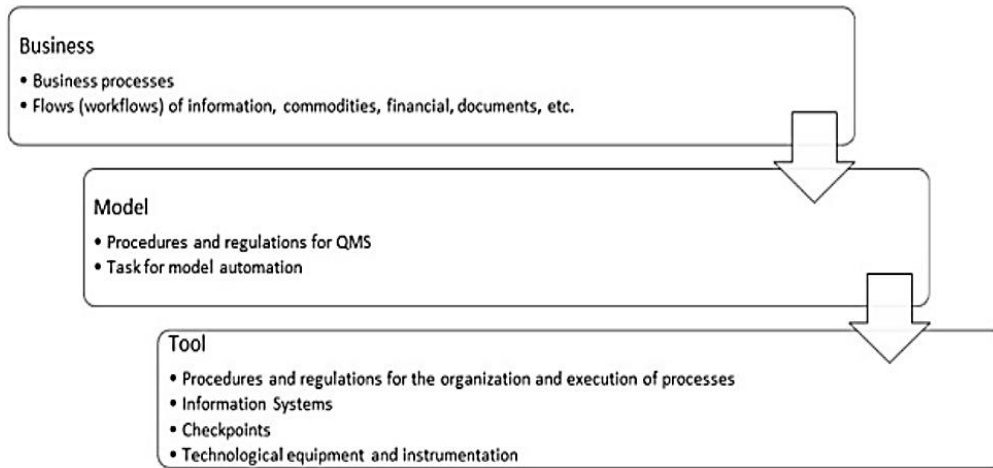 Business
• Business processes
• Flows (workflows) of information, commodities, financial, documents, etc.
Model
• Procedures and regulations for QMS
• Task for model automation
Tool
• Procedures and regulations for the organization and execution of processes
• Information Systems
• Checkpoints
• Technological equipment and instrumentation